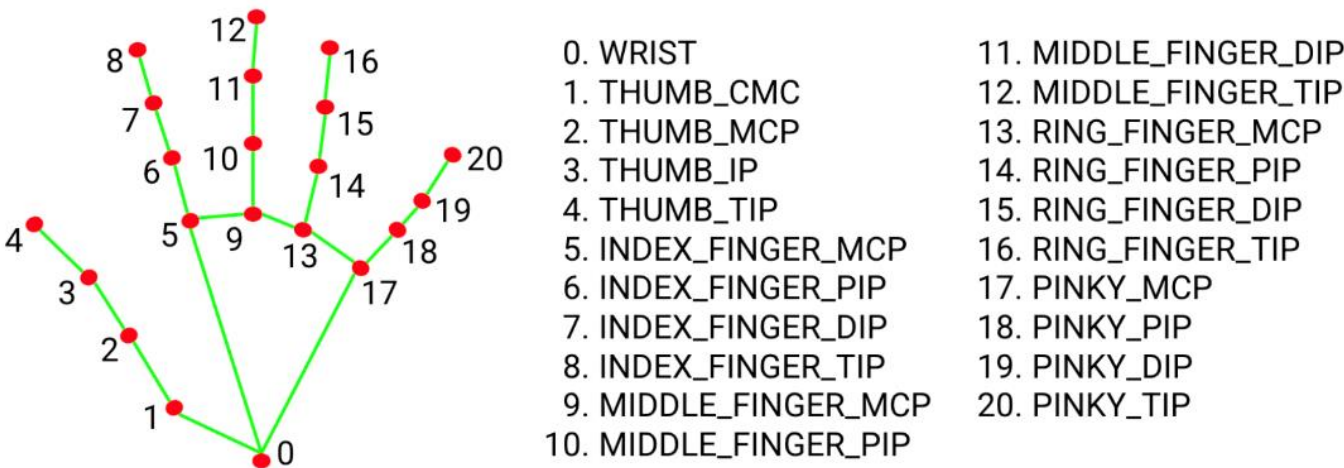 12
8
16
11
7
15
10
6
20
14
19
4
5
9
18
13
3
17
2
1
0
0. WRIST
1. THUMB_CMC
2. THUMB_MCP
3. THUMB_IP
4. THUMB_TIP
5. INDEX_FINGER_MCP
6. INDEX_FINGER_PIP
7. INDEX_FINGER_DIP
8. INDEX_FINGER_TIP
9. MIDDLE_FINGER_MCP
10. MIDDLE_FINGER_PIP
11. MIDDLE_FINGER_DIP
12. MIDDLE_FINGER_TIP
13. RING_FINGER_MCP
14. RING_FINGER_PIP
15. RING_FINGER_DIP
16. RING_FINGER_TIP
17. PINKY_MCP
18. PINKY_PIP
19. PINKY_DIP
20. PINKY_TIP